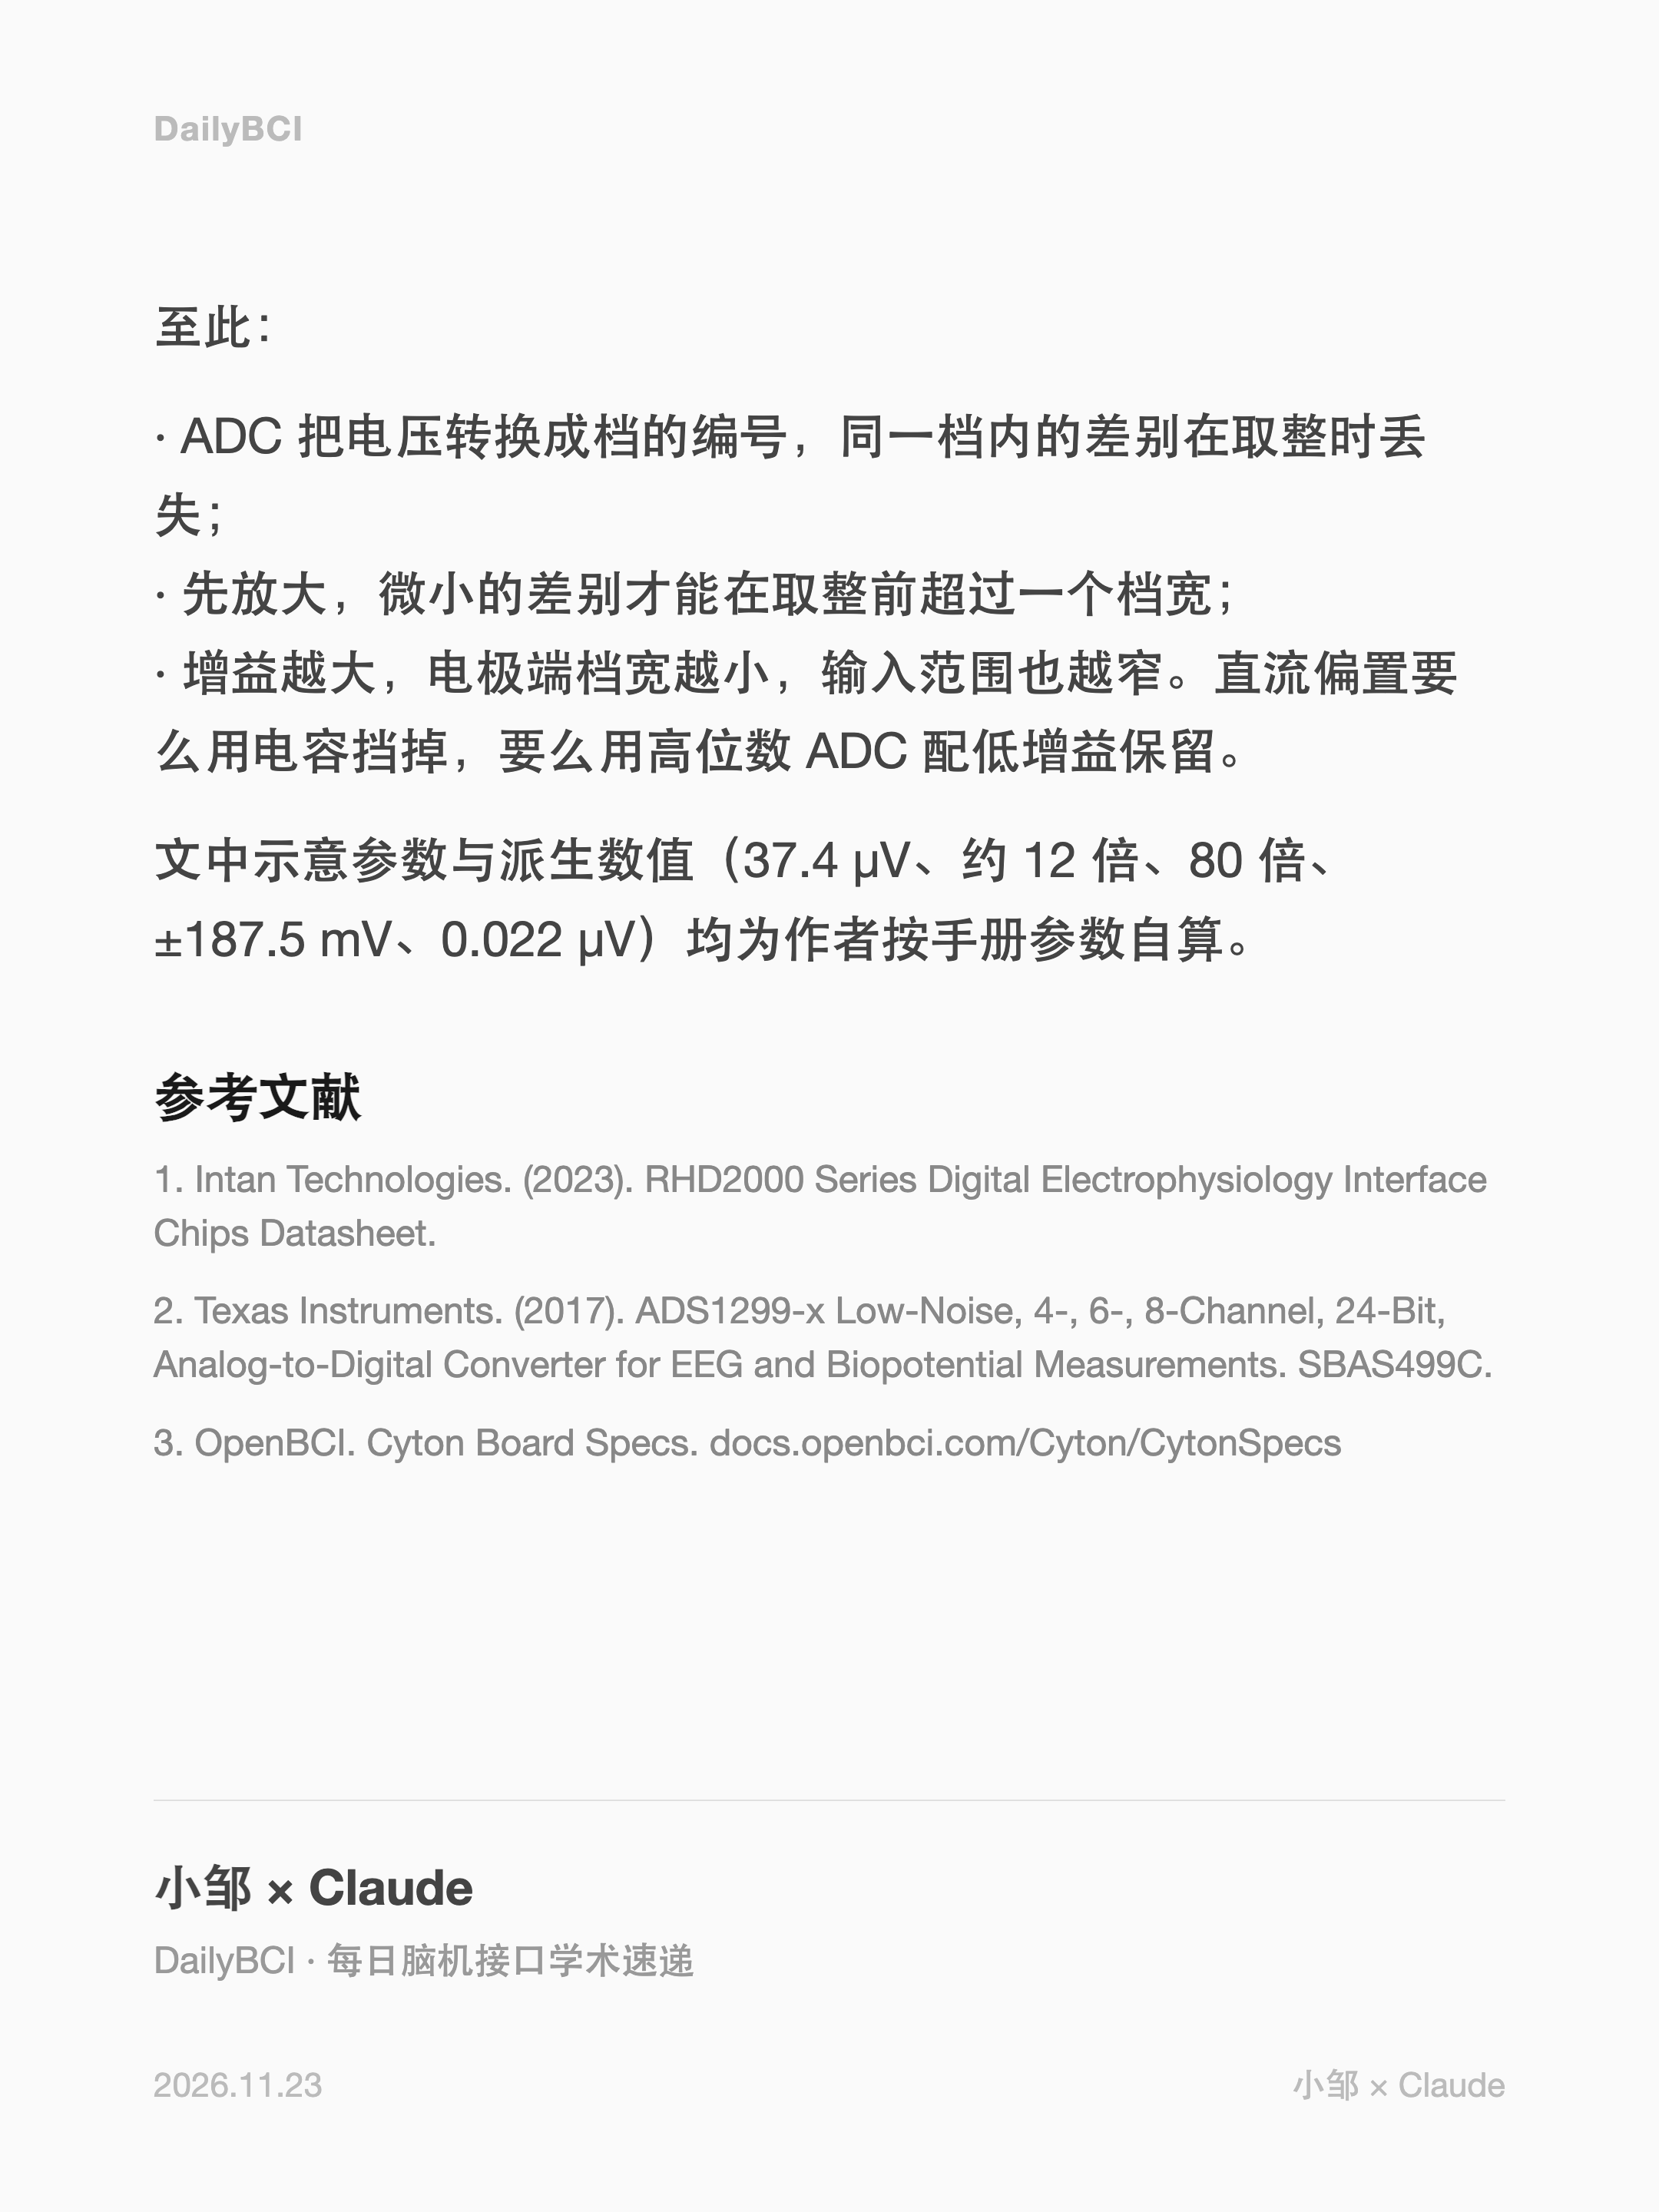 DailyBCI
至此：
· ADC 把电压转换成档的编号，同一档内的差别在取整时丢
失；
· 先放大，微小的差别才能在取整前超过一个档宽；
· 增益越大，电极端档宽越小，输入范围也越窄。直流偏置要
么用电容挡掉，要么用高位数 ADC 配低增益保留。
文中示意参数与派生数值（37.4 µV、约 12 倍、80 倍、
±187.5 mV、0.022 µV）均为作者按手册参数自算。
参考文献
1. Intan Technologies. (2023). RHD2000 Series Digital Electrophysiology Interface
Chips Datasheet.
2. Texas Instruments. (2017). ADS1299-x Low-Noise, 4-, 6-, 8-Channel, 24-Bit,
Analog-to-Digital Converter for EEG and Biopotential Measurements. SBAS499C.
3. OpenBCI. Cyton Board Specs. docs.openbci.com/Cyton/CytonSpecs
小邹 × Claude
DailyBCI · 每日脑机接口学术速递
2026.11.23
小邹 × Claude